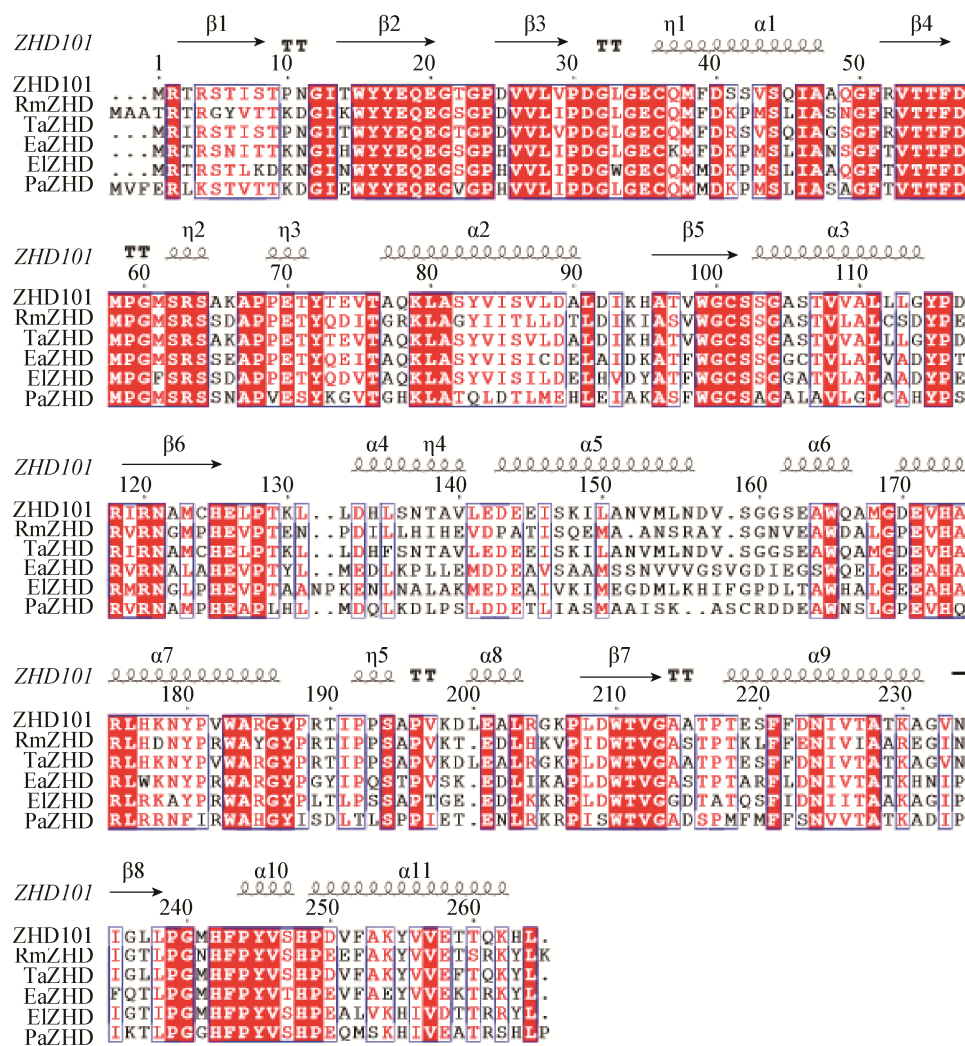 ZHD101 β1 TT β2 β3 TT η1 α1 β4
1 10 20 30 40 50
ZHD101 ...MRTRSTISTPNGITWYYEQEGTGPDVVLVPDGLGECQMFDSSVSQIAAQGFRVTTFD
RmZHD MAATRTRGYVTTKDGIKWYYEQEGSGPDVVLIPDGLGECQMFDKPMSLIASNGFRVTTFD
TaZHD ...MRIRSTISTPNGITWYYEQEGTGPDVVLVPDGLGECQMFDRSVSQIAGSGFRVTTFD
EaZHD ...MRTRSNITTKNGIHWYYEQEGSGPHVVLIPDGLGECKMFDKPMSLIANSGFTVTTFD
ElZHD ...MRTRSTLKDKNGIHWYYEQEGSGPHVVLIPDGWGECQMMDKPMSLIASSGFTVTTFD
PaZHD MVFERLKSTVTTKDGIEWYYEQEGVGPHVVLIPDGLGECQMMDKPMSLIASAGFTVTTFD
ZHD101 TT η2 η3 α2 β5 α3
60 70 80 90 100 110
ZHD101 MPGMSRSAKAPPETYTEVTAQKLASYVISVLDALDIKHATVWGCSSGASTVVALLLGYPD
RmZHD MPGMSRSSDAPPETYQDITGRKLAGYIITLLDTLDIKIASVWGCSSGASTVLALCSDYPE
TaZHD MPGMSRSAKAPPETYTEVTAQKLASYVISVLDALDIKHATVWGCSSGASTVVALLLGYPD
EaZHD MPGMSRSSEAPPETYQEITAQKLASYVISICDELAIDKATFWGCSSGGCTVLALVADYPT
ElZHD MPGFSRSSDAPPETYQDVTAQKLASYVISILDELHVDYATFWGCSSGGATVLALAADYPE
PaZHD MPGMSRSSNAPVESYKGVTGHKLATQLDTLMEHLEIAKASFWGCSSAGALAVLGLCAHYPS
ZHD101 β6 α4 η4 α5 α6
120 130 140 150 160 170
ZHD101 RIRNAMCHELPTKL..LDHLSNTAVLEDEEISKILANVMLNDV.SGGSEAWQAMGDEVHA
RmZHD RVRNGMPHEVPTEN..PDILLHIHEVDPATISQEMA.ANSRAY.SGNVEAWDALGPEVHA
TaZHD RIRNAMCHELPTKL..LDHFSNTAVLEDEEISKILANVMLNDV.SGGSEAWQAMGDEVHA
EaZHD RVRNALAHEVPTYL..MEDLKPLLEMDDEAVSAAMSSNVVGSVGDIEGSWQELGEEAHA
ElZHD RMRNGLPHEVPTAANPKENLNALAKMEDEAIVKIMEGDMLKHIFGPDLTAWHALGEEAHA
PaZHD RVRNAMPHEAPLHL..MDQLKDLPSLDDETLIASMAAISK..ASCRDDEAWNSLGPEVHQ
ZHD101 α7 η5 TT α8 β7 TT α9
180 190 200 210 220 230
ZHD101 RLHKNYPVWARGYPRTIPPSAPVKDLEALRGKPLDWTVGAATPTESFFDNIVTATKAGVN
RmZHD RLHDNYPRWAYGYPRTIPPSAPVKT.EDLHKVPIDWTVGASTPTKLFFENIVIAAREGIN
TaZHD RLHKNYPVWARGYPRTIPPSAPVKDLEALRGKPLDWTVGAATPTESFFDNIVTATKAGVN
EaZHD RLWKNYPRWARGYPGYIPQSTPVSK.EDLIKAPLDWTVGASTPTARFLDNIVTATKHNIP
ElZHD RLRKAYPRWARGYPLTLPSSAPTGE.EDLKKRPLDWTVGGDTATQSFIDNIITAAKAGIP
PaZHD RLRRNFIRWAHGYISDLTLSPPIET.ENLRKRPISWTVGADSPMFMFFSNVVTATKADIP
ZHD101 β8 α10 α11
240 250 260
ZHD101 IGLLPGMHFPYVSHPDVFAKYVVETTQKHL.
RmZHD IGTLPGNHFPYVSHPEEFAKYVVETSRKYLK
TaZHD IGLLPGMHFPYVSHPDVFAKYVVEFTQKYL.
EaZHD FQTLPGMHFPYVTHPEVFAEYVVEKTRKYL.
ElZHD IGTIPGMHFPYVSHPEALVKHIVDTTRRYL.
PaZHD IKTLPGGHFPYVSHPEQMSKHIVEATRSHLP